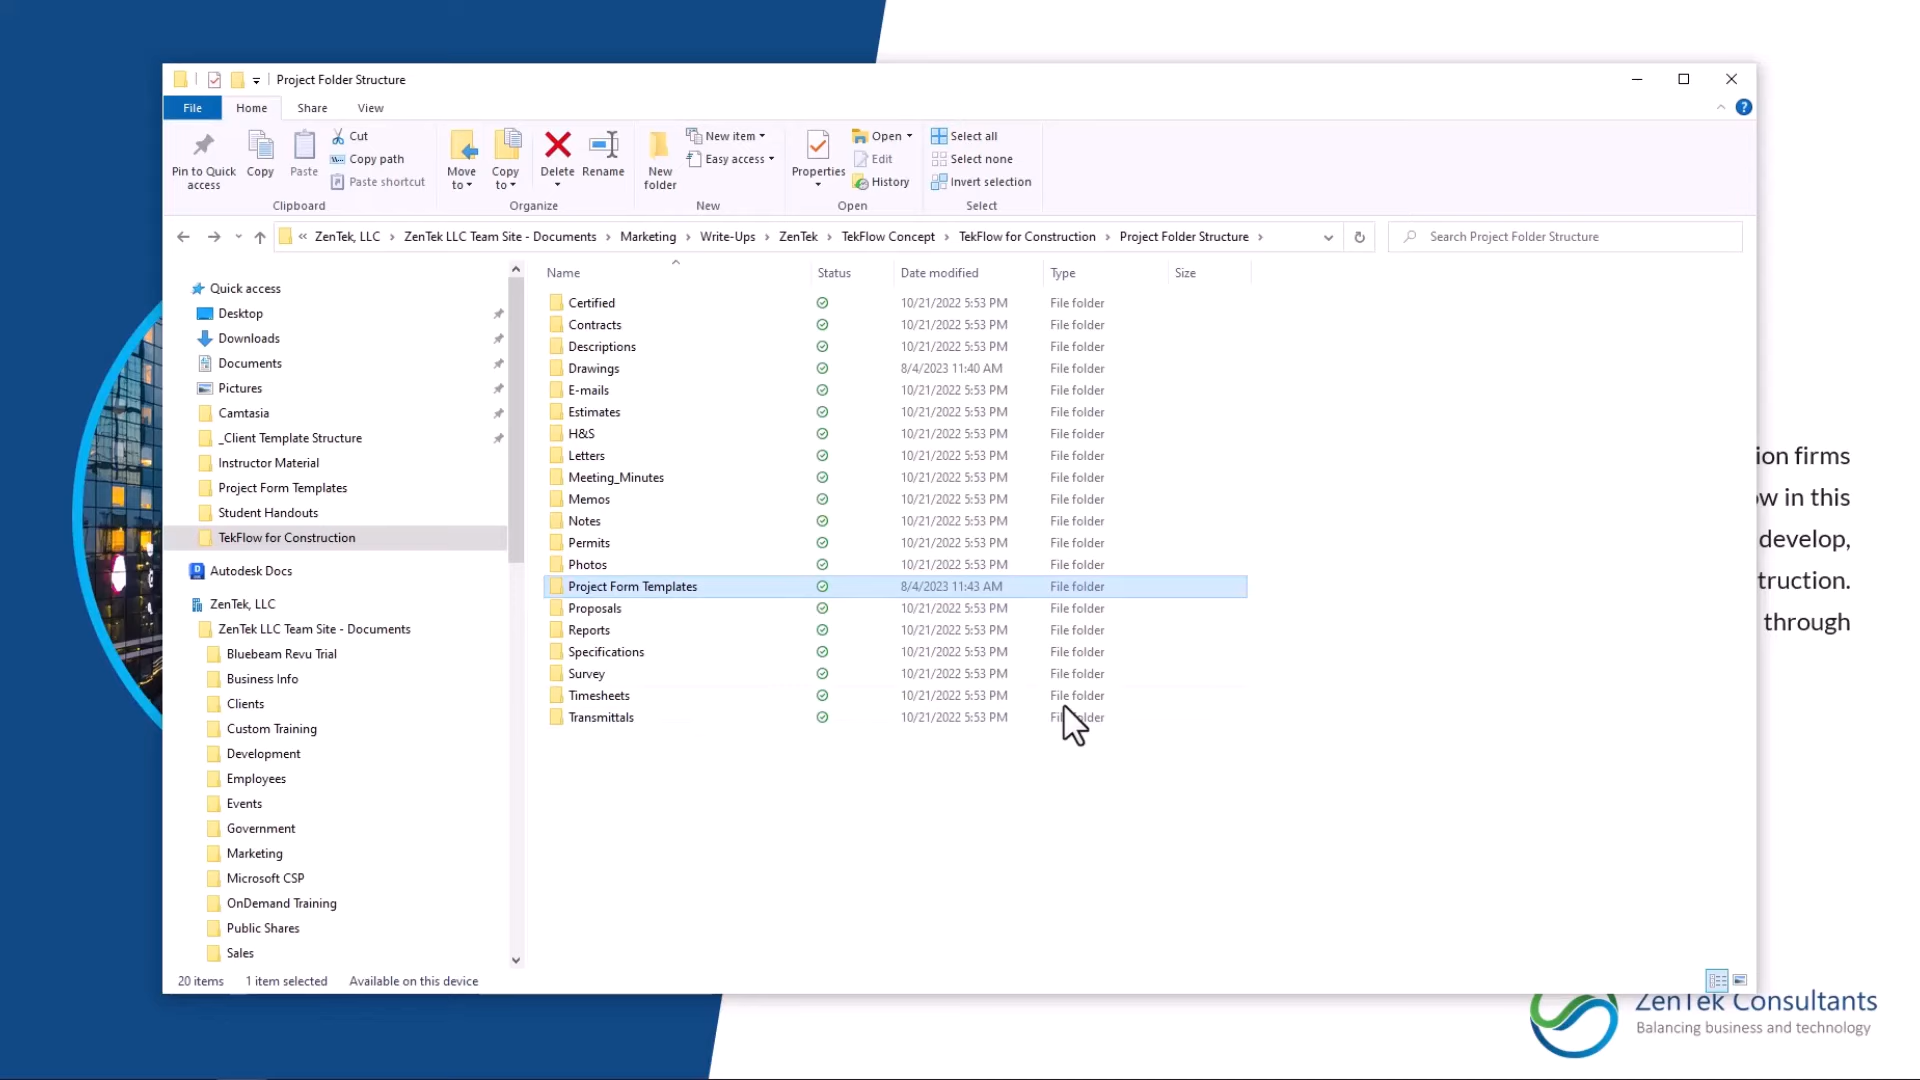 Project Folder Structure
File Home Share View
Pin to Quick access
Copy
Paste
Cut
Copy path
Paste shortcut
Clipboard
Move to
Copy to
Delete
Rename
Organize
New folder
New item
Easy access
New
Properties
Open
Edit
History
Open
Select all
Select none
Invert selection
Select
« ZenTek, LLC › ZenTek LLC Team Site - Documents › Marketing › Write-Ups › ZenTek › TekFlow Concept › TekFlow for Construction › Project Folder Structure ›
Search Project Folder Structure
Quick access
Desktop
Downloads
Documents
Pictures
Camtasia
_Client Template Structure
Instructor Material
Project Form Templates
Student Handouts
TekFlow for Construction
Autodesk Docs
ZenTek, LLC
ZenTek LLC Team Site - Documents
Bluebeam Revu Trial
Business Info
Clients
Custom Training
Development
Employees
Events
Government
Marketing
Microsoft CSP
OnDemand Training
Public Shares
Sales
Name Status Date modified Type Size
Certified 10/21/2022 5:53 PM File folder
Contracts 10/21/2022 5:53 PM File folder
Descriptions 10/21/2022 5:53 PM File folder
Drawings 8/4/2023 11:40 AM File folder
E-mails 10/21/2022 5:53 PM File folder
Estimates 10/21/2022 5:53 PM File folder
H&S 10/21/2022 5:53 PM File folder
Letters 10/21/2022 5:53 PM File folder
Meeting_Minutes 10/21/2022 5:53 PM File folder
Memos 10/21/2022 5:53 PM File folder
Notes 10/21/2022 5:53 PM File folder
Permits 10/21/2022 5:53 PM File folder
Photos 10/21/2022 5:53 PM File folder
Project Form Templates 8/4/2023 11:43 AM File folder
Proposals 10/21/2022 5:53 PM File folder
Reports 10/21/2022 5:53 PM File folder
Specifications 10/21/2022 5:53 PM File folder
Survey 10/21/2022 5:53 PM File folder
Timesheets 10/21/2022 5:53 PM File folder
Transmittals 10/21/2022 5:53 PM File folder
20 items 1 item selected Available on this device
firms
in this
develop,
through
ZenTek Consultants
Balancing business and technology